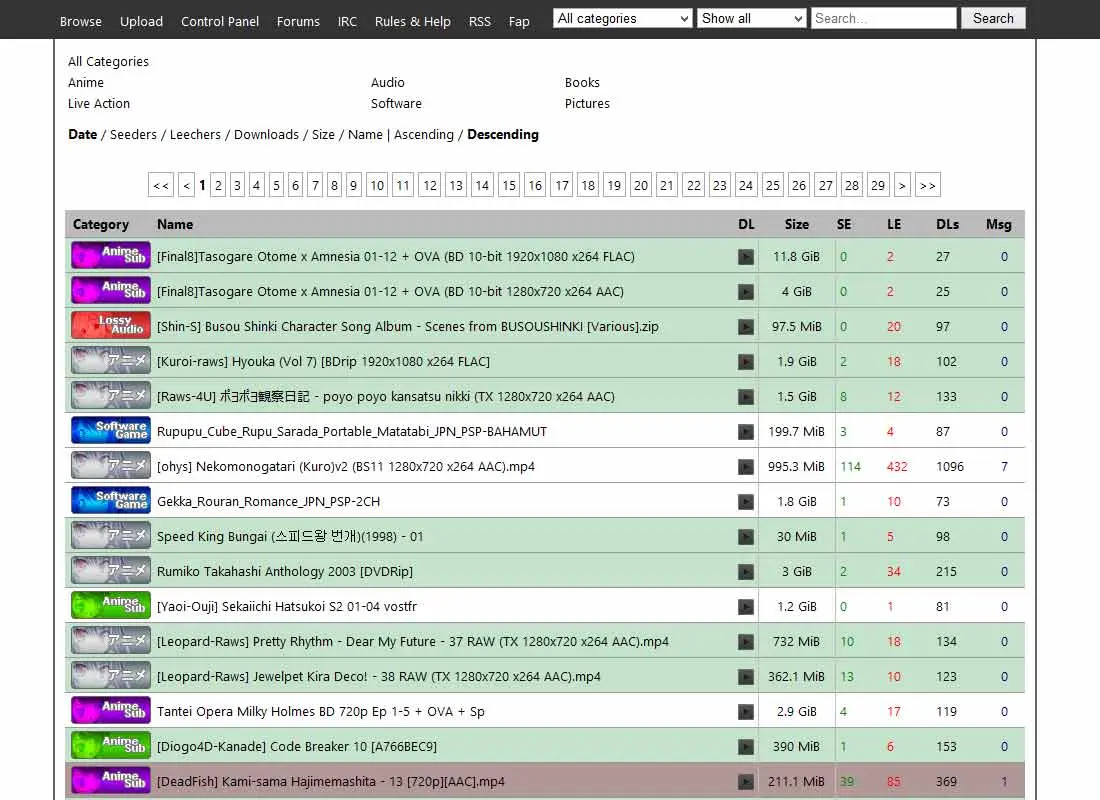 Browse Upload Control Panel Forums IRC Rules & Help RSS Fap All categories Show all Search... Search
All Categories
Anime Audio Books
Live Action Software Pictures
Date / Seeders / Leechers / Downloads / Size / Name | Ascending / Descending
<< < 1 2 3 4 5 6 7 8 9 10 11 12 13 14 15 16 17 18 19 20 21 22 23 24 25 26 27 28 29 > >>
Category Name DL Size SE LE DLs Msg
Anime Sub [Final8]Tasogare Otome x Amnesia 01-12 + OVA (BD 10-bit 1920x1080 x264 FLAC) 11.8 GiB 0 2 27 0
Anime Sub [Final8]Tasogare Otome x Amnesia 01-12 + OVA (BD 10-bit 1280x720 x264 AAC) 4 GiB 0 2 25 0
Lossy Audio [Shin-S] Busou Shinki Character Song Album - Scenes from BUSOUSHINKI [Various].zip 97.5 MiB 0 20 97 0
アニメ [Kuroi-raws] Hyouka (Vol 7) [BDrip 1920x1080 x264 FLAC] 1.9 GiB 2 18 102 0
アニメ [Raws-4U] ポヨポヨ観察日記 - poyo poyo kansatsu nikki (TX 1280x720 x264 AAC) 1.5 GiB 8 12 133 0
Software Game Rupupu_Cube_Rupu_Sarada_Portable_Matatabi_JPN_PSP-BAHAMUT 199.7 MiB 3 4 87 0
アニメ [ohys] Nekomonogatari (Kuro)v2 (BS11 1280x720 x264 AAC).mp4 995.3 MiB 114 432 1096 7
Software Game Gekka_Rouran_Romance_JPN_PSP-2CH 1.8 GiB 1 10 73 0
アニメ Speed King Bungai (스피드왕 번개)(1998) - 01 30 MiB 1 5 98 0
アニメ Rumiko Takahashi Anthology 2003 [DVDRip] 3 GiB 2 34 215 0
Anime Sub [Yaoi-Ouji] Sekaiichi Hatsukoi S2 01-04 vostfr 1.2 GiB 0 1 81 0
アニメ [Leopard-Raws] Pretty Rhythm - Dear My Future - 37 RAW (TX 1280x720 x264 AAC).mp4 732 MiB 10 18 134 0
アニメ [Leopard-Raws] Jewelpet Kira Deco! - 38 RAW (TX 1280x720 x264 AAC).mp4 362.1 MiB 13 10 123 0
Anime Sub Tantei Opera Milky Holmes BD 720p Ep 1-5 + OVA + Sp 2.9 GiB 4 17 119 0
Anime Sub [Diogo4D-Kanade] Code Breaker 10 [A766BEC9] 390 MiB 1 6 153 0
Anime Sub [DeadFish] Kami-sama Hajimemashita - 13 [720p][AAC].mp4 211.1 MiB 39 85 369 1